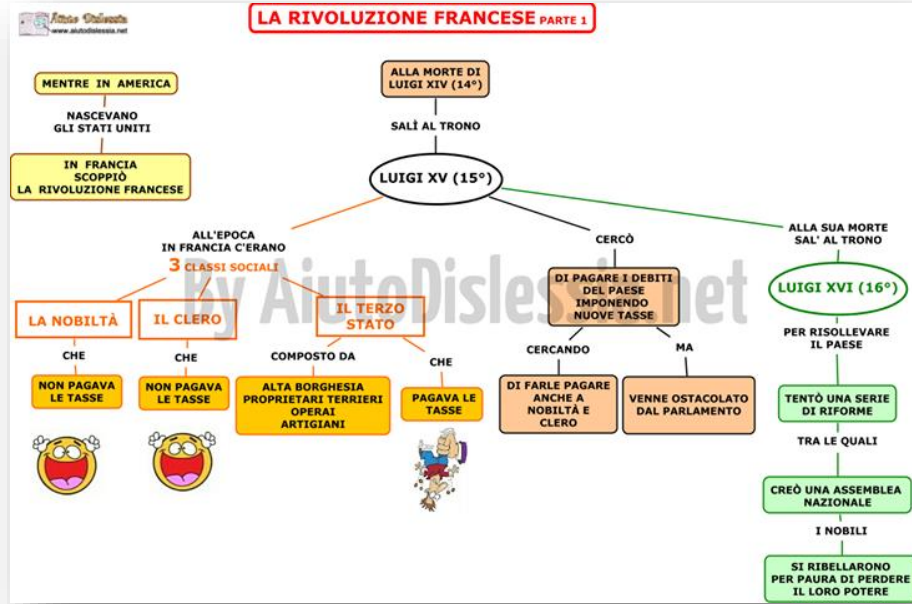 Aiuto Dislessia
www.aiutodislessia.net
LA RIVOLUZIONE FRANCESE PARTE 1
MENTRE IN AMERICA
NASCEVANO
GLI STATI UNITI
IN FRANCIA
SCOPPIÒ
LA RIVOLUZIONE FRANCESE
ALLA MORTE DI
LUIGI XIV (14°)
SALÌ AL TRONO
LUIGI XV (15°)
ALL'EPOCA
IN FRANCIA C'ERANO
3 CLASSI SOCIALI
LA NOBILTÀ
CHE
NON PAGAVA
LE TASSE
IL CLERO
CHE
NON PAGAVA
LE TASSE
IL TERZO
STATO
COMPOSTO DA
ALTA BORGHESIA
PROPRIETARI TERRIERI
OPERAI
ARTIGIANI
CHE
PAGAVA LE
TASSE
CERCÒ
DI PAGARE I DEBITI
DEL PAESE
IMPONENDO
NUOVE TASSE
CERCANDO
DI FARLE PAGARE
ANCHE A
NOBILTÀ E
CLERO
MA
VENNE OSTACOLATO
DAL PARLAMENTO
ALLA SUA MORTE
SAL' AL TRONO
LUIGI XVI (16°)
PER RISOLLEVARE
IL PAESE
TENTÒ UNA SERIE
DI RIFORME
TRA LE QUALI
CREÒ UNA ASSEMBLEA
NAZIONALE
I NOBILI
SI RIBELLARONO
PER PAURA DI PERDERE
IL LORO POTERE
By AiutoDislessia.net